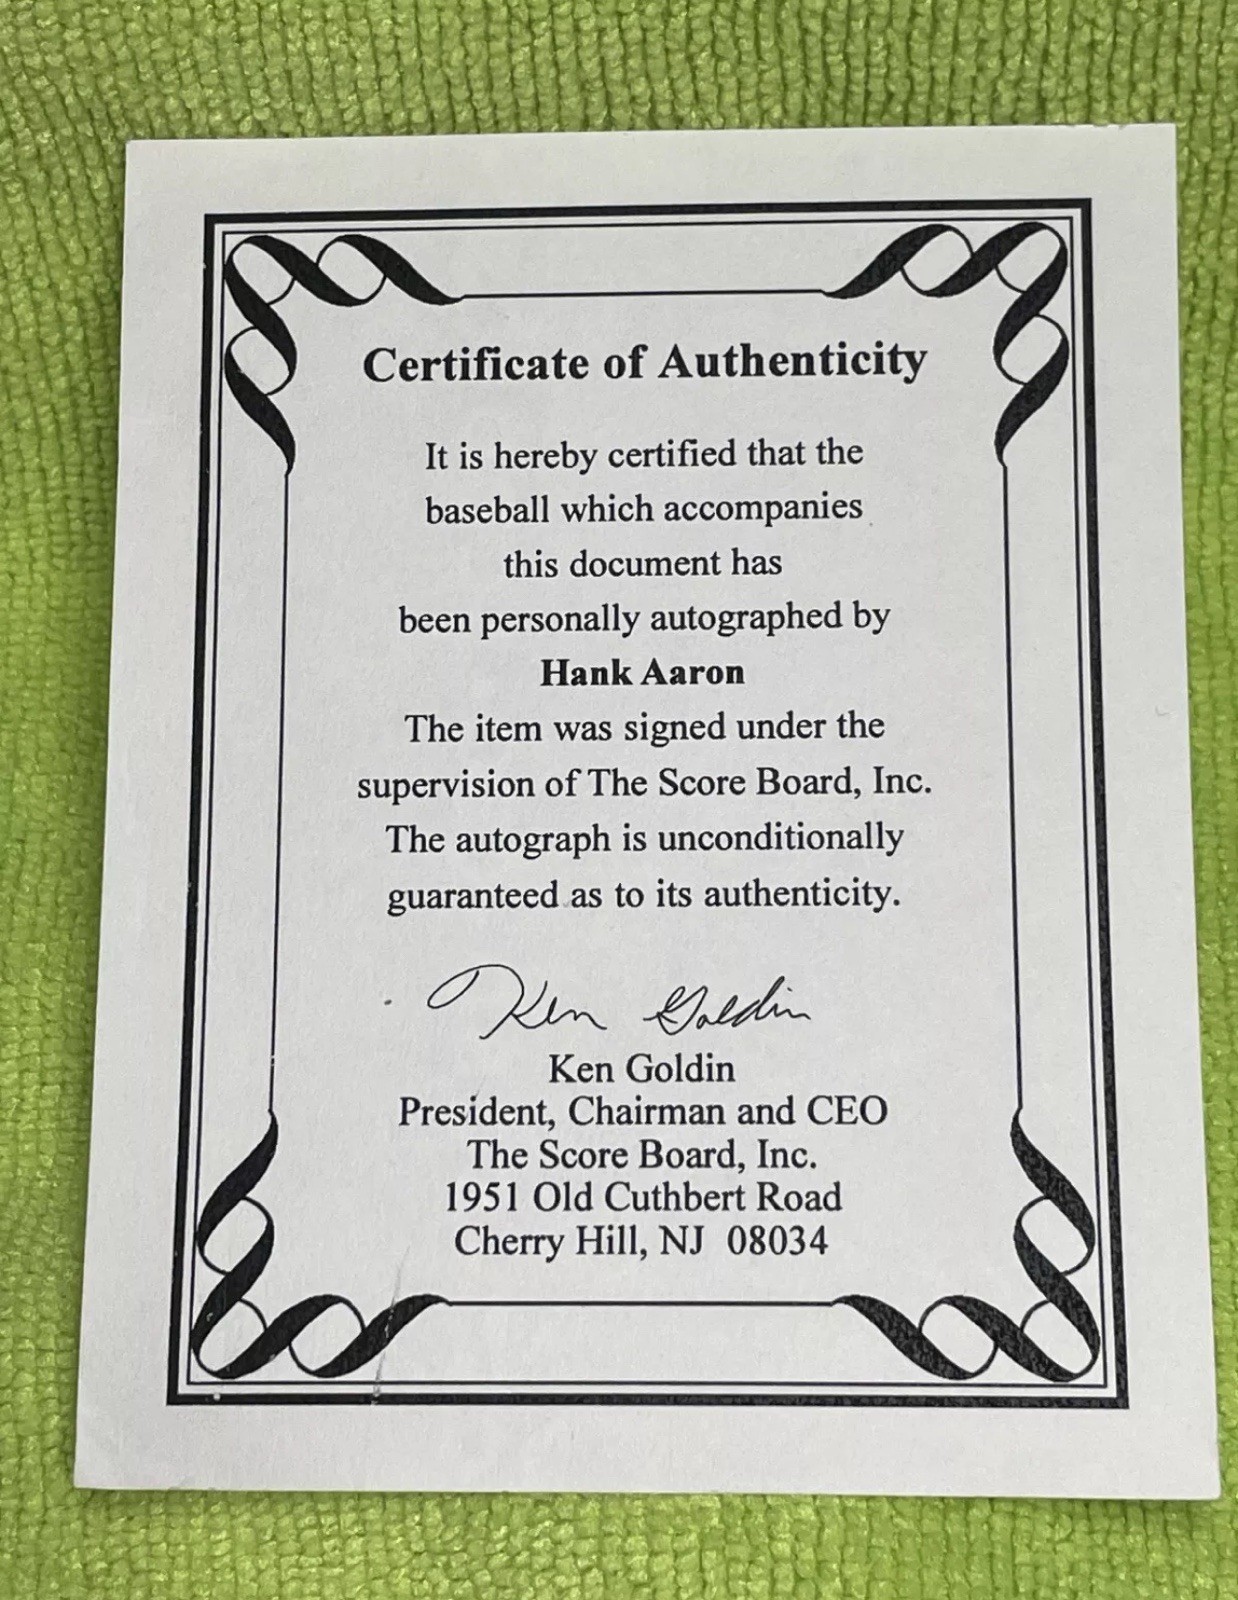 Certificate of Authenticity
It is hereby certified that the
baseball which accompanies
this document has
been personally autographed by
Hank Aaron
The item was signed under the
supervision of The Score Board, Inc.
The autograph is unconditionally
guaranteed as to its authenticity.
Ken Goldin
Ken Goldin
President, Chairman and CEO
The Score Board, Inc.
1951 Old Cuthbert Road
Cherry Hill, NJ 08034